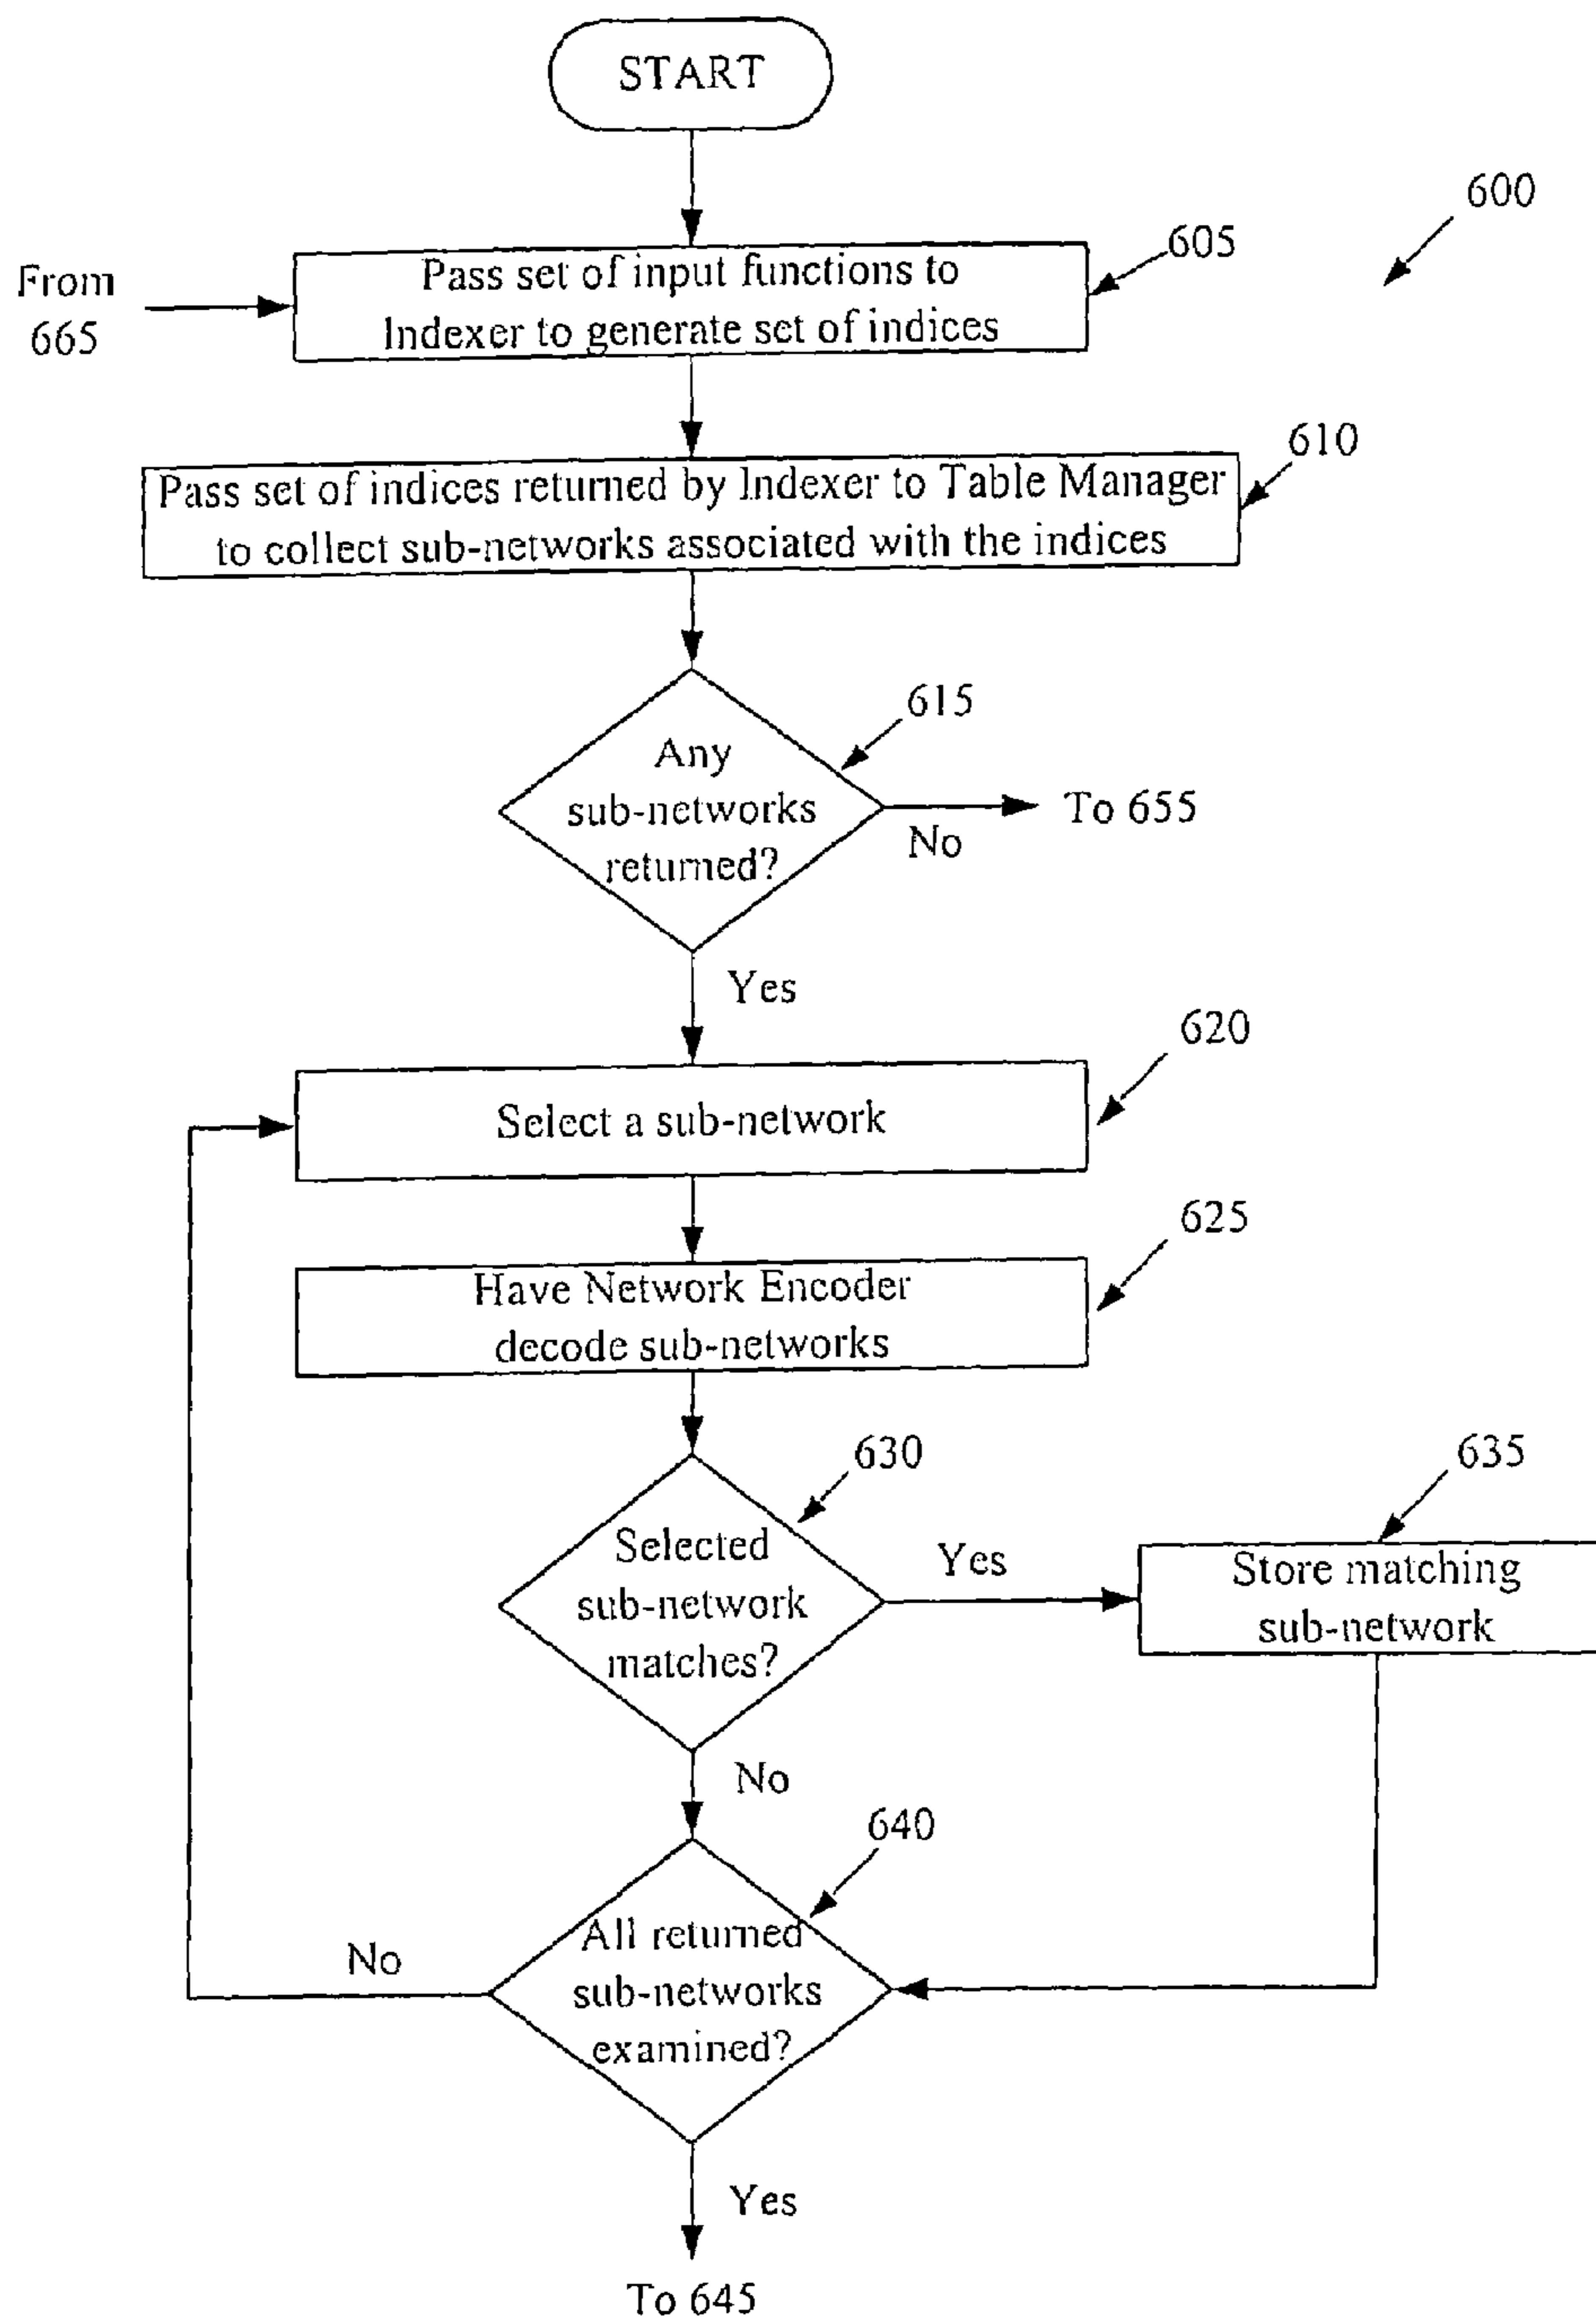 START
600
605
From
665
Pass set of input functions to
Indexer to generate set of indices
610
Pass set of indices returned by Indexer to Table Manager
to collect sub-networks associated with the indices
615
Any
sub-networks
returned?
No
To 655
Yes
620
Select a sub-network
625
Have Network Encoder
decode sub-networks
630
635
Selected
sub-network
matches?
Yes
Store matching
sub-network
No
640
All returned
sub-networks
examined?
No
Yes
To 645